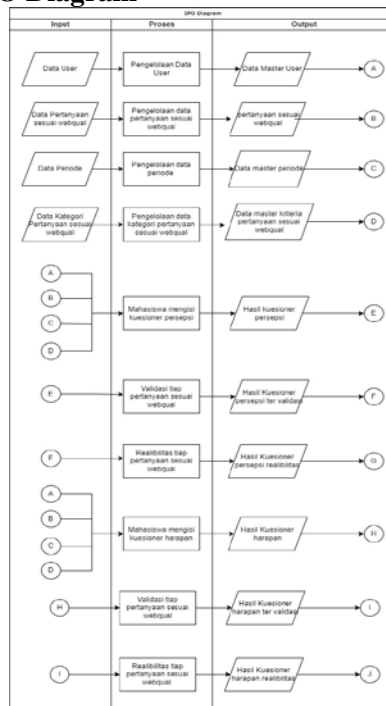 O Diagram
IPO Diagram
Input
Proses
Output
Data User
Pengelolaan Data
User
Data Master User
A
Data Pertanyaan
sesuai webqual
Pengelolaan data
pertanyaan sesuai webqual
pertanyaan sesuai
webqual
B
Data Periode
Pengelolaan data
periode
Data master periode
C
Data Kategori
Pertanyaan sesuai
webqual
Pengelolaan data
kategori pertanyaan
sesuai webqual
Data master kriteria
pertanyaan sesuai
webqual
D
A
B
C
D
Mahasiswa mengisi
kuesioner persepsi
Hasil kuesioner
persepsi
E
E
Validasi tiap
pertanyaan sesuai
webqual
Hasil Kuesioner
persepsi ter validasi
F
F
Realibilitas tiap
pertanyaan sesuai
webqual
Hasil Kuesioner
persepsi realibilitas
G
A
B
C
D
Mahasiswa mengisi
kuesioner harapan
Hasil Kuesioner
harapan
H
H
Validasi tiap
pertanyaan sesuai
webqual
Hasil Kuesioner
harapan ter validasi
I
I
Realibilitas tiap
pertanyaan sesuai
webqual
Hasil Kuesioner
harapan realibilitas
J